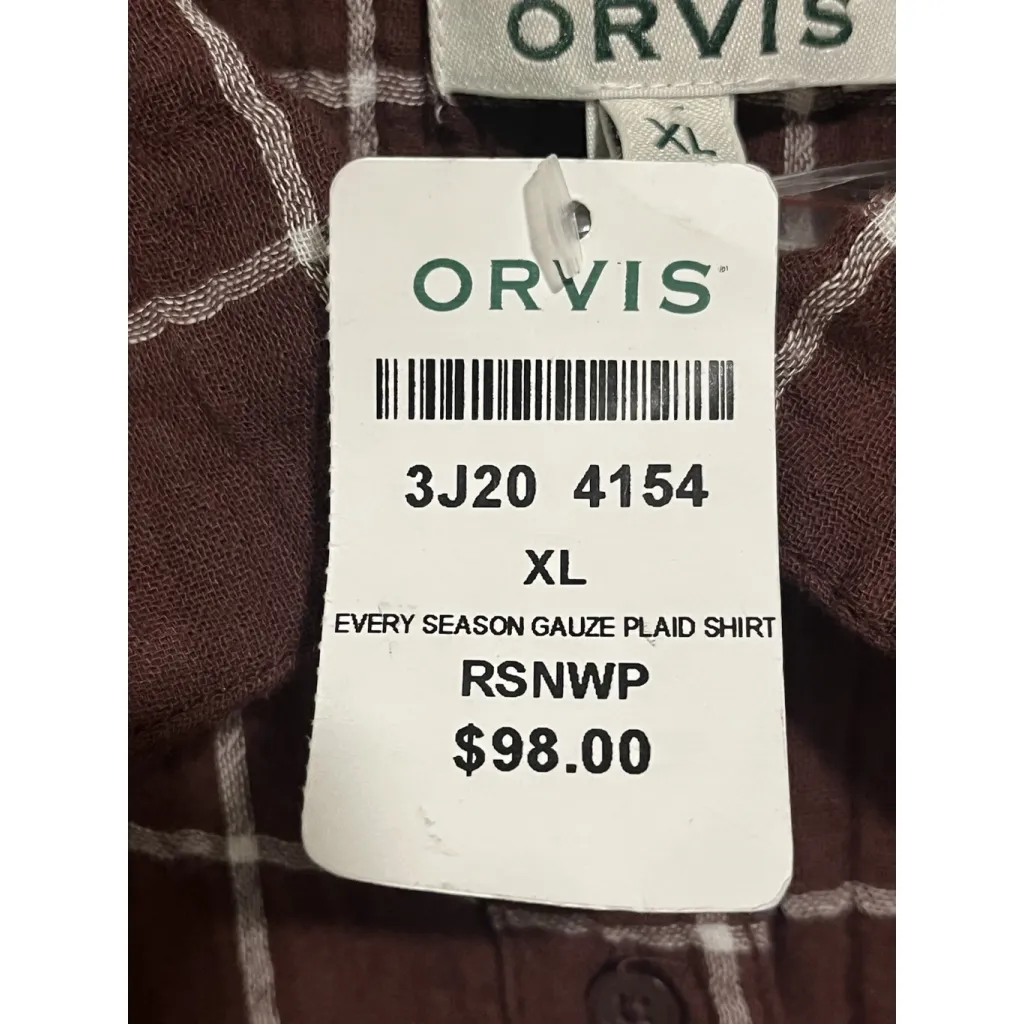 ORVIS
XL
ORVIS
3J20 4154
XL
EVERY SEASON GAUZE PLAID SHIRT
RSNWP
$98.00